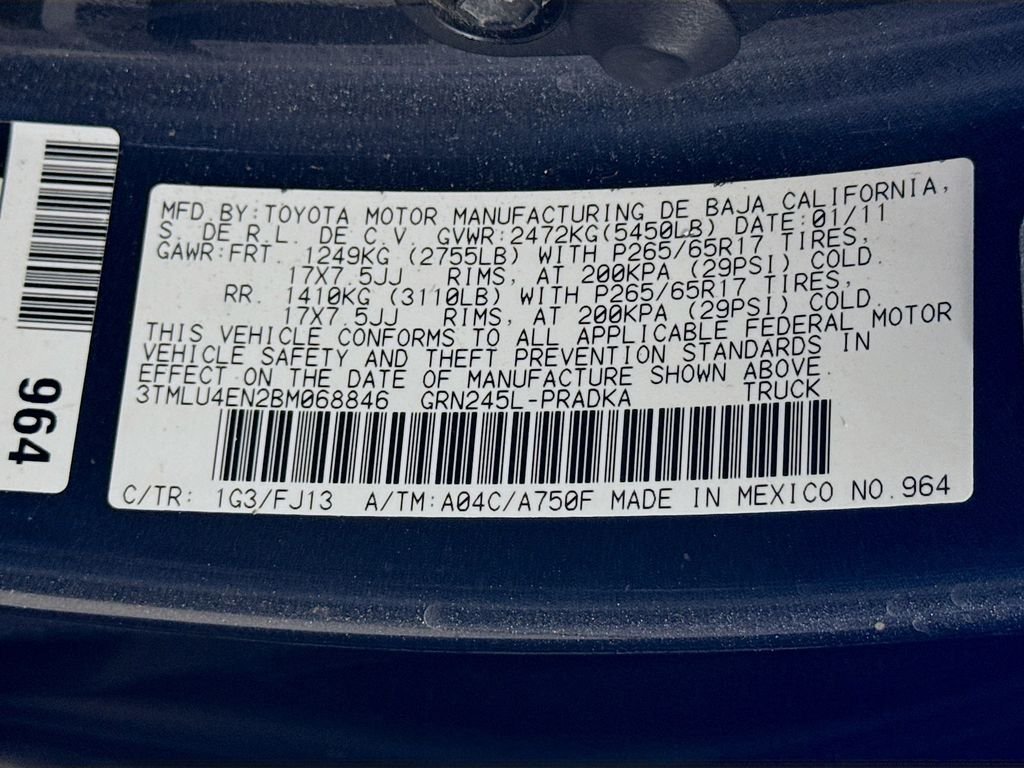 964
MFD.BY:TOYOTA MOTOR MANUFACTURING DE BAJA CALIFORNIA,
S. DE R.L. DE C.V. GVWR:2472KG(5450LB) DATE:01/11
GAWR:FRT. 1249KG (2755LB) WITH P265/65R17 TIRES,
17X7.5JJ RIMS, AT 200KPA (29PSI) COLD.
RR. 1410KG (3110LB) WITH P265/65R17 TIRES,
17X7.5JJ RIMS, AT 200KPA (29PSI) COLD.
THIS VEHICLE CONFORMS TO ALL APPLICABLE FEDERAL MOTOR
VEHICLE SAFETY AND THEFT PREVENTION STANDARDS IN
EFFECT ON THE DATE OF MANUFACTURE SHOWN ABOVE.
3TMLU4EN2BM068846 GRN245L-PRADKA TRUCK
C/TR: 1G3/FJ13 A/TM:A04C/A750F MADE IN MEXICO NO.964